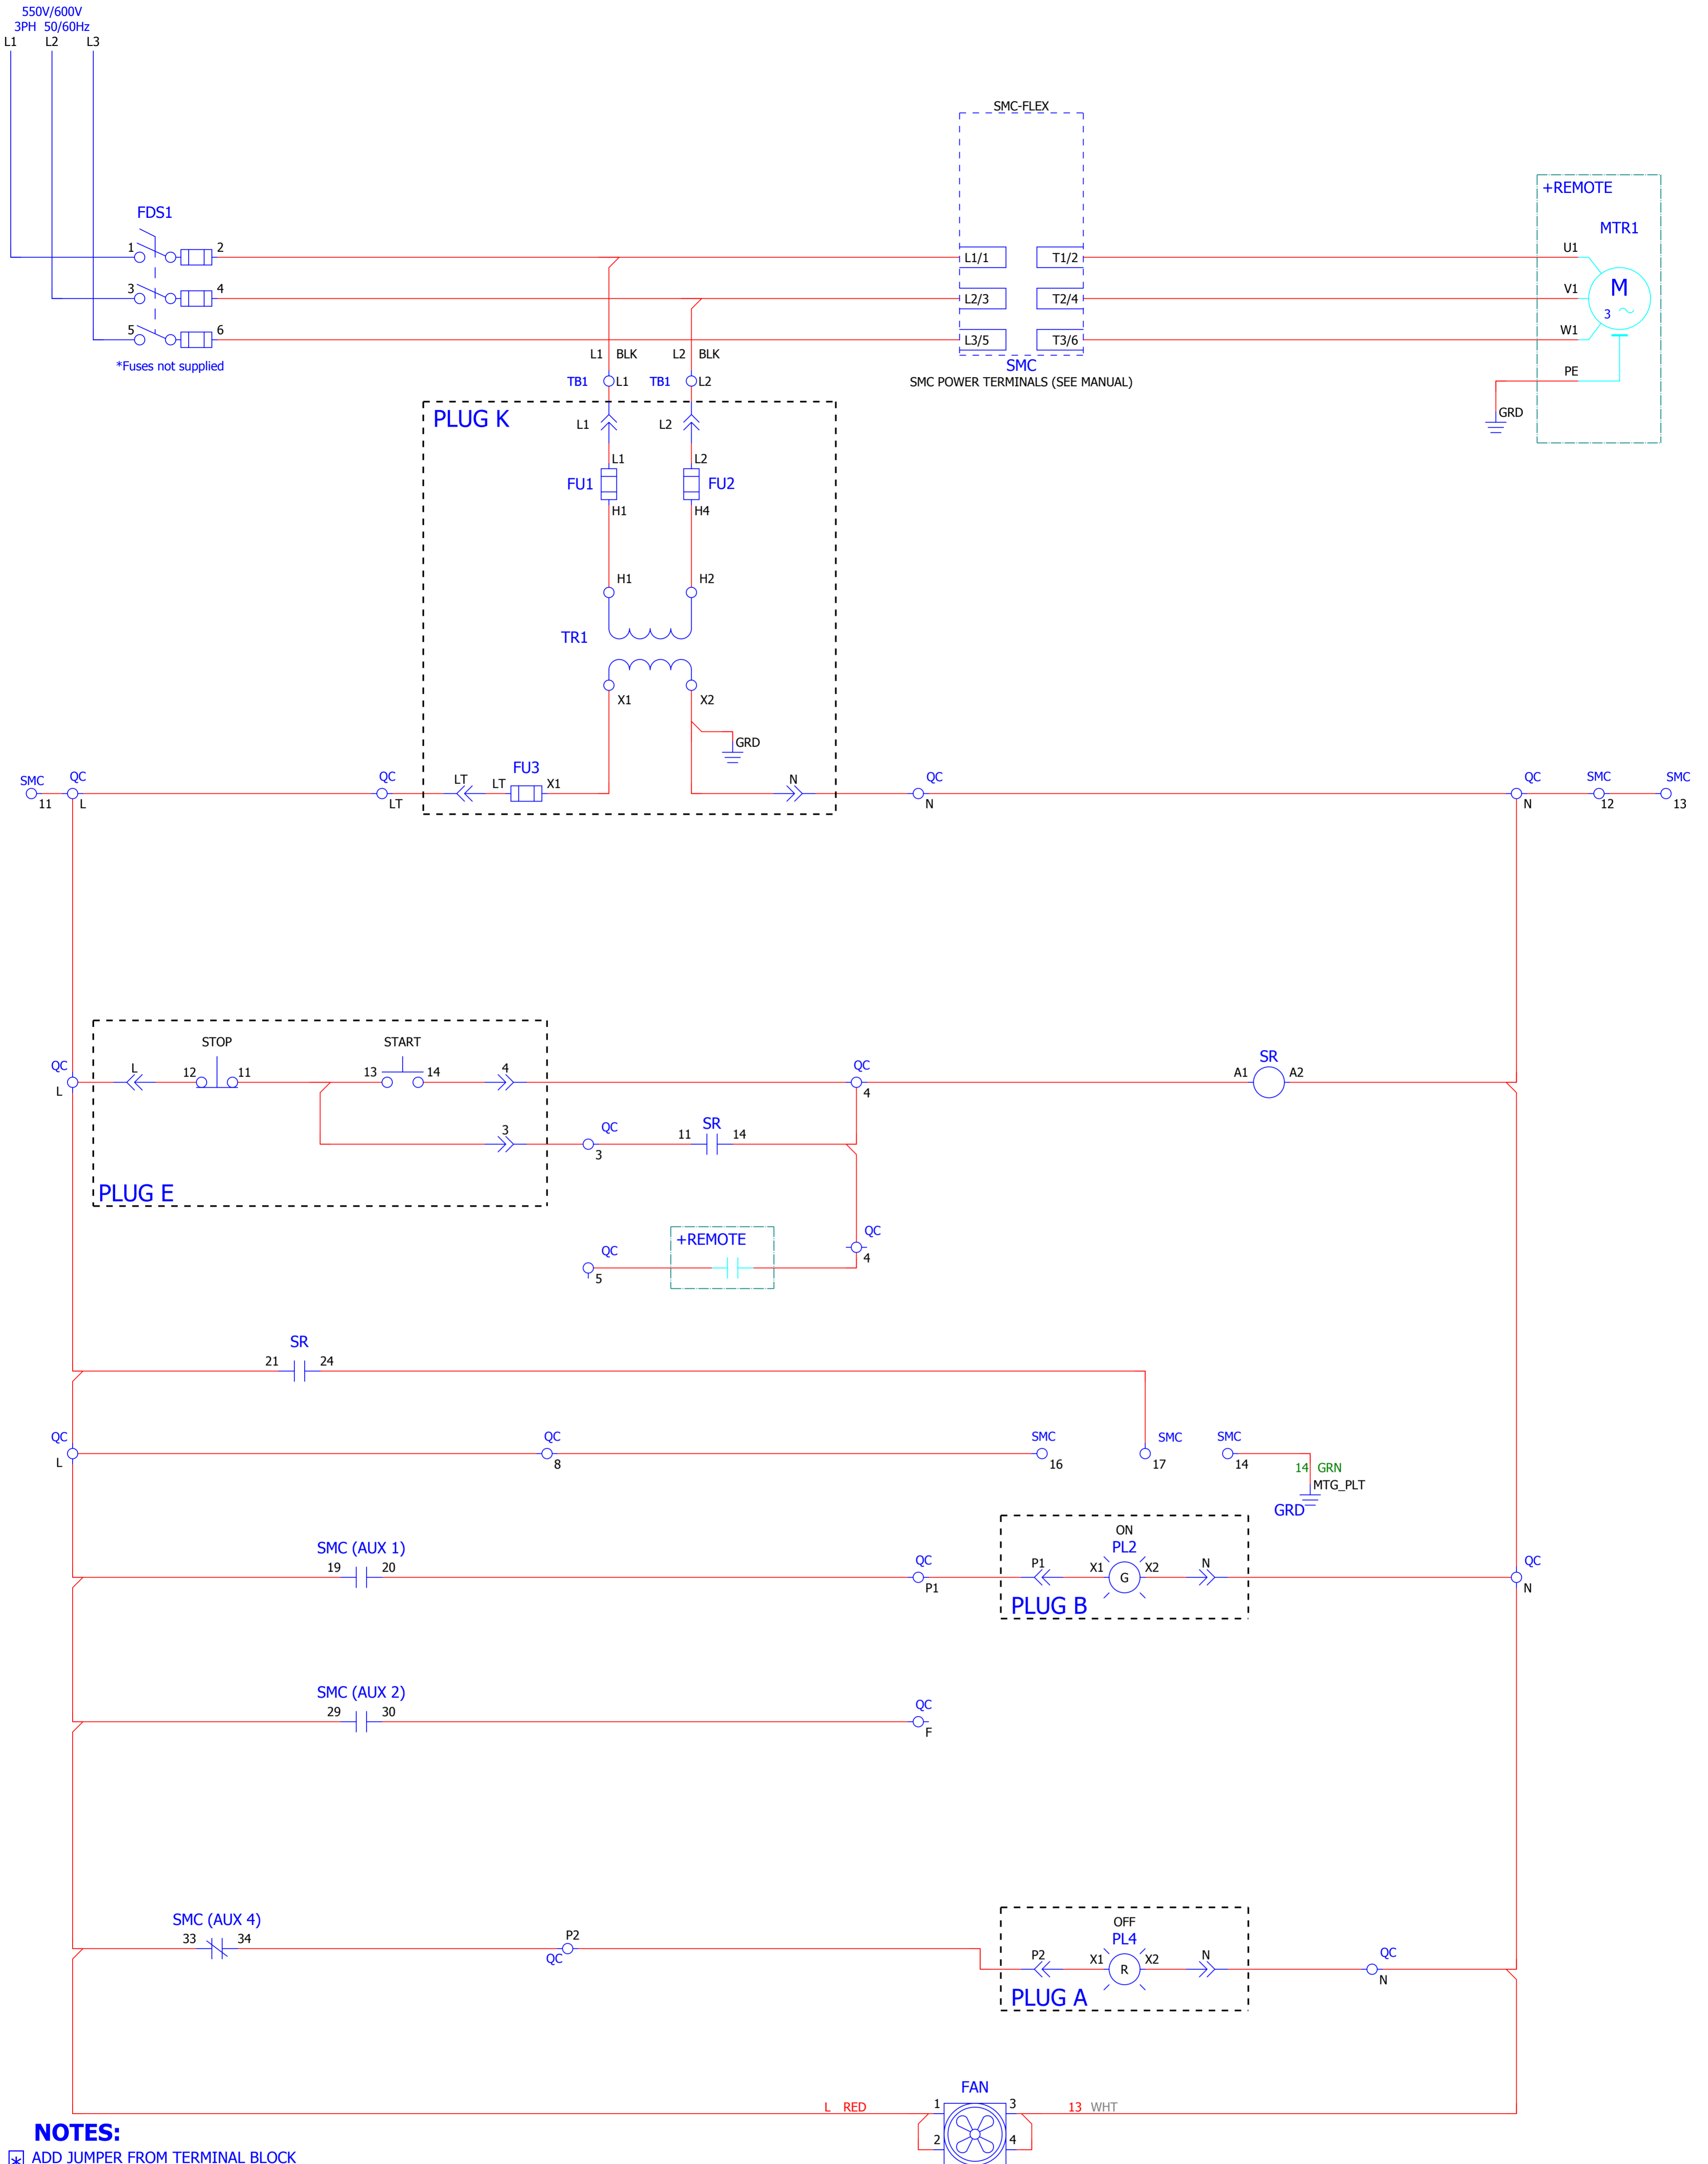 550V/600V
3PH 50/60Hz
L1 L2 L3
SMC-FLEX
+REMOTE
MTR1
FDS1
1 2 L1/1 T1/2 U1
M
3 4 L2/3 T2/4 V1
3
5 6 L3/5 T3/6 W1
*Fuses not supplied
L1 BLK L2 BLK
SMC
SMC POWER TERMINALS (SEE MANUAL)
PE
TB1 L1 TB1 L2
GRD
PLUG K
L1 L2
L1 L2
FU1 FU2
H1 H4
H1 H2
TR1
X1 X2
GRD
SMC QC QC LT LT FU3 X1 N QC QC SMC SMC
11 L LT N N 12 13
STOP START
QC L 12 11 13 14 4 QC SR
L 4 A1 A2
3 QC 11 SR 14
3
PLUG E
QC +REMOTE QC
5 4
SR
21 24
QC QC SMC SMC SMC
L 8 16 17 14
14 GRN
MTG_PLT
GRD
ON
SMC (AUX 1) PL2
19 20 QC P1 X1 G X2 N QC
P1 N
PLUG B
SMC (AUX 2)
29 30 QC
F
OFF
SMC (AUX 4) PL4
33 34 P2 P2 X1 R X2 N QC
QC N
PLUG A
FAN
L RED 1 3 13 WHT
2 4
NOTES:
* ADD JUMPER FROM TERMINAL BLOCK